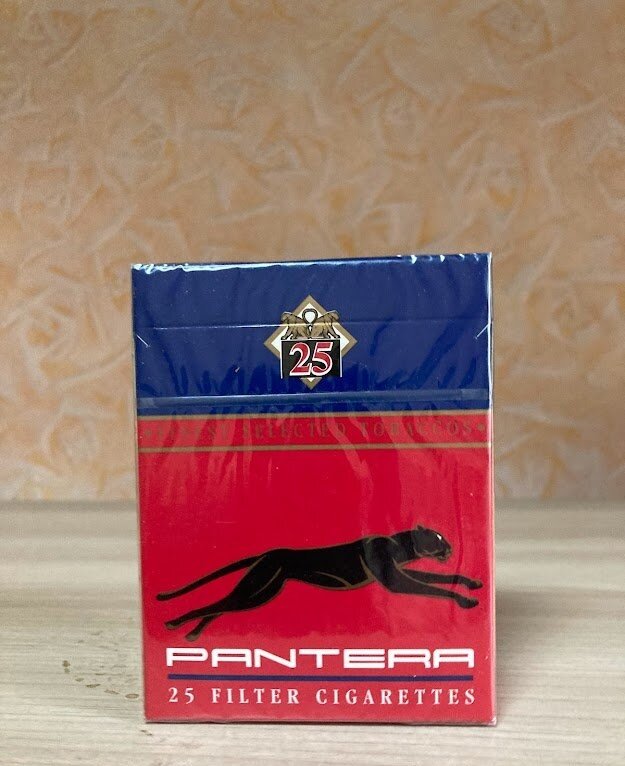 25
SELECTED TOBACCOS
PANTERA
25 FILTER CIGARETTES